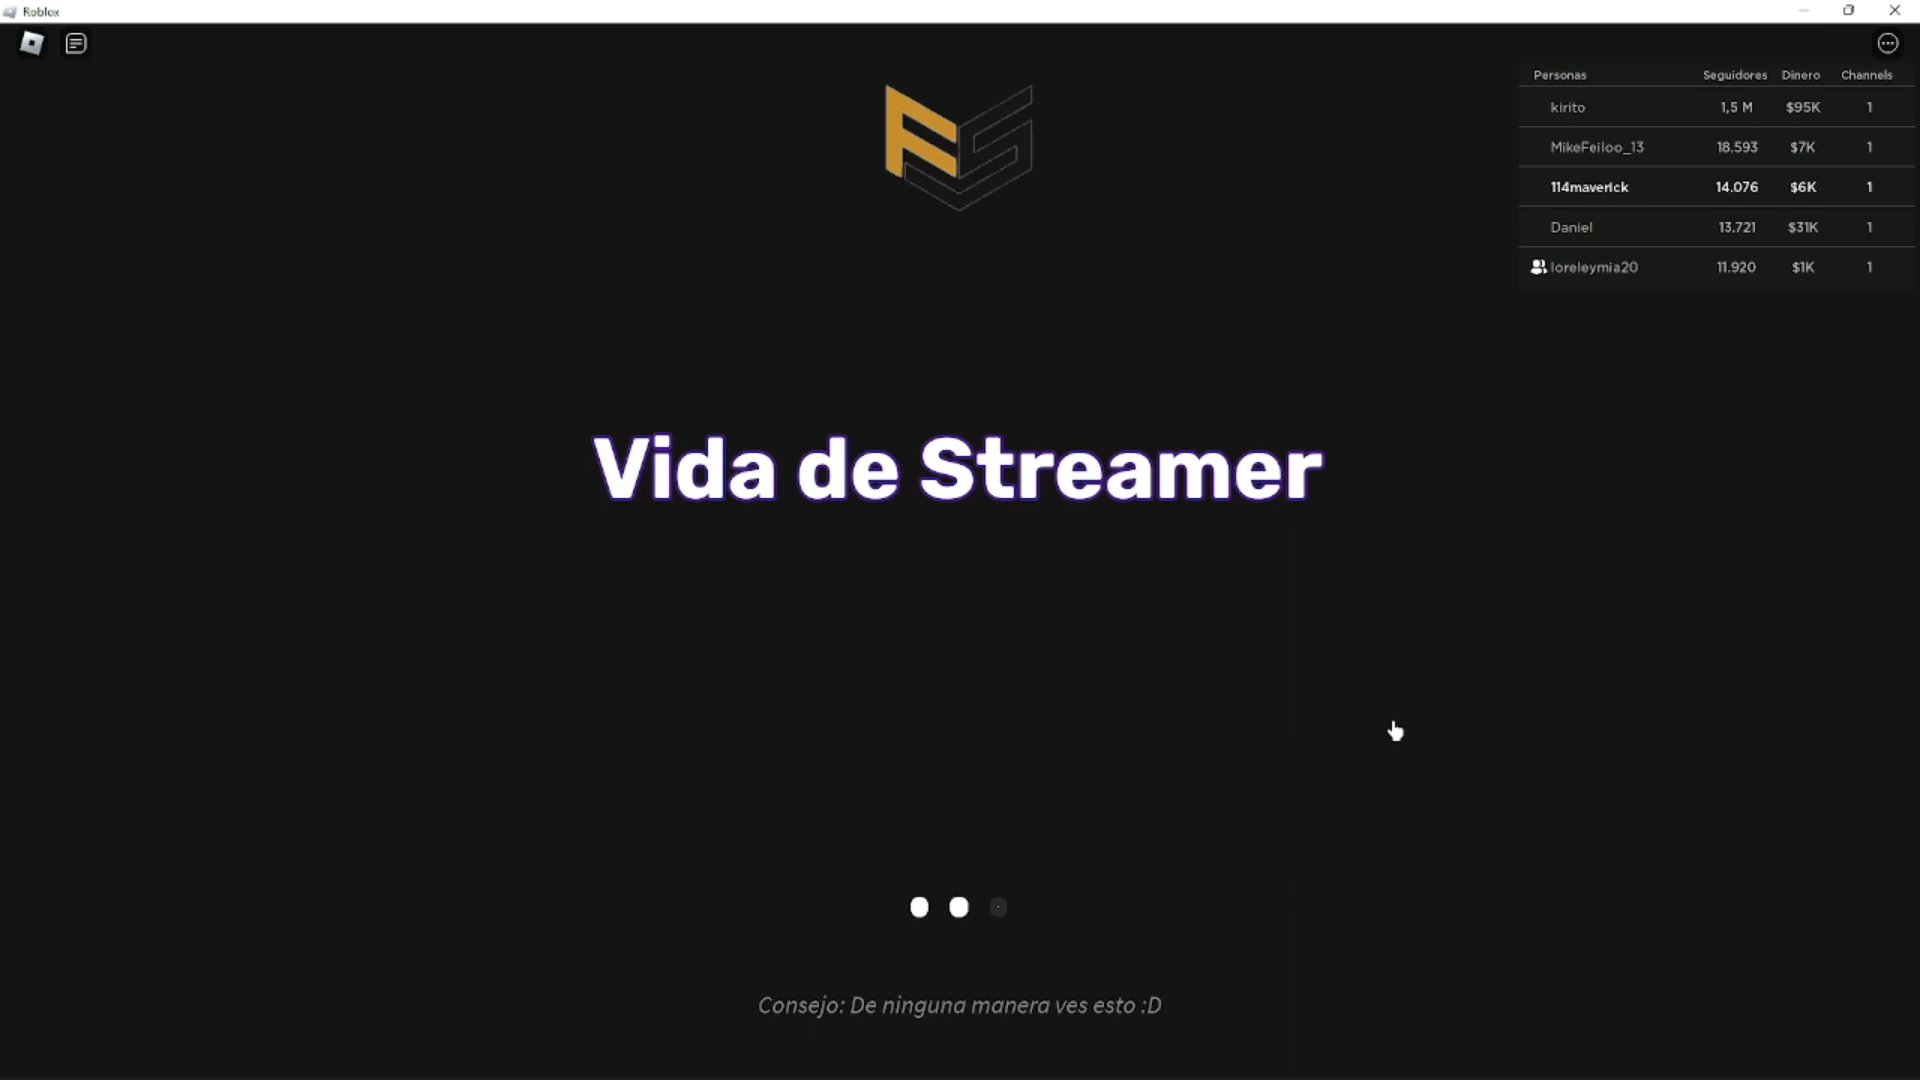 Roblox
Personas Seguidores Dinero Channels
kirito 1,5 M $95K 1
MikeFeiloo_13 18.593 $7K 1
114maverick 14.076 $6K 1
Daniel 13.721 $31K 1
loreleymia20 11.920 $1K 1
FS
Vida de Streamer
Consejo: De ninguna manera ves esto :D